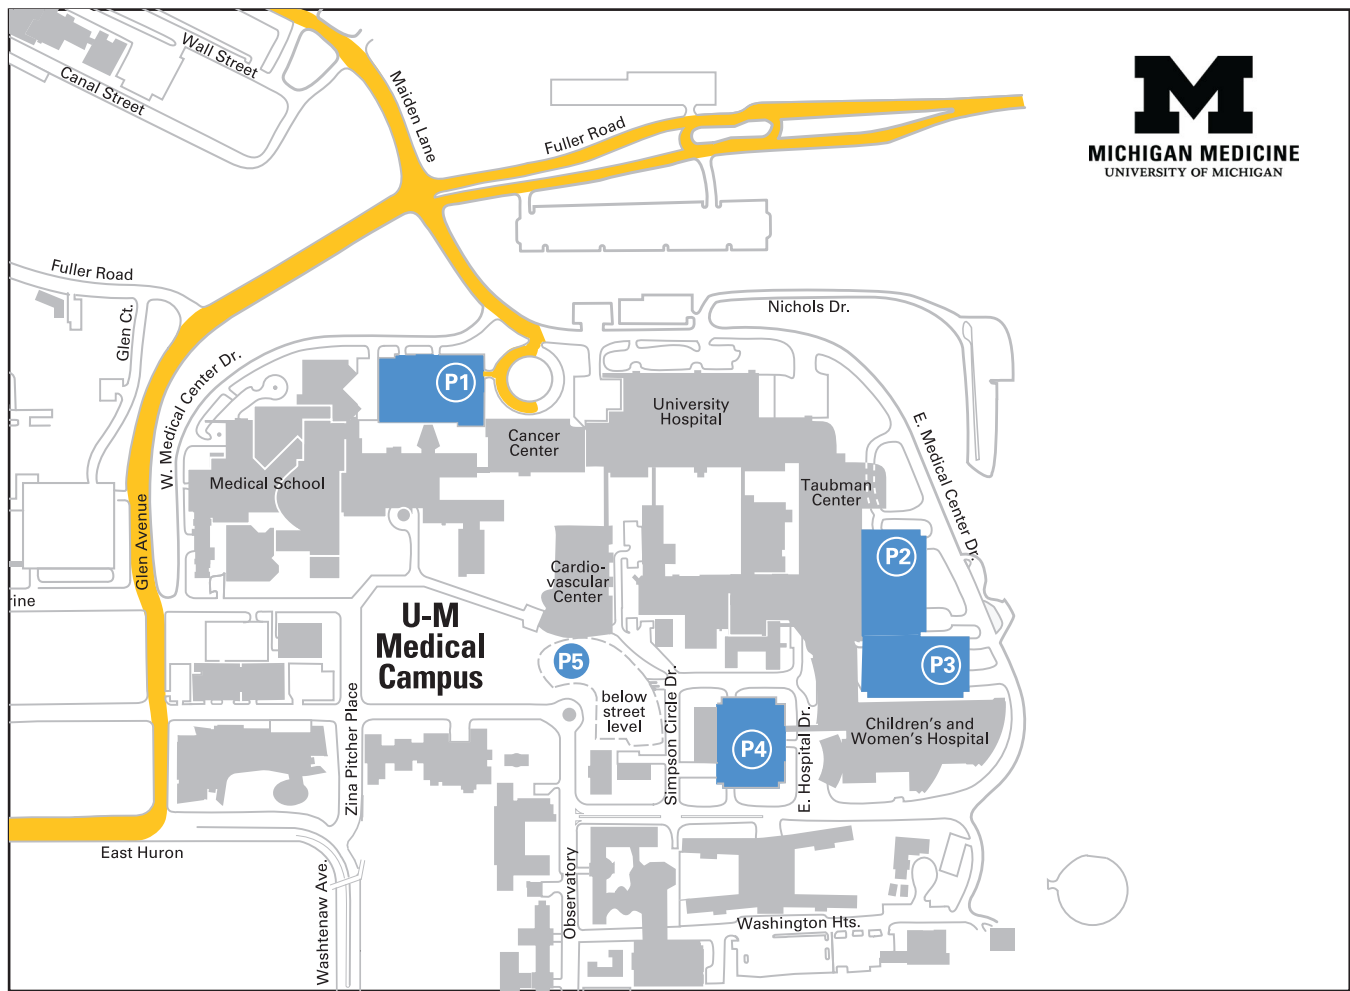 Wall Street
Canal Street
Maiden Lane
Fuller Road
M
MICHIGAN MEDICINE
UNIVERSITY OF MICHIGAN
Fuller Road
Glen Ct.
Nichols Dr.
W. Medical Center Dr.
P1
University
Hospital
Cancer
Center
E. Medical Center Dr.
Medical School
Taubman
Center
Glen Avenue
P2
Cardio-
vascular
Center
rine
U-M
Medical
Campus
P5
P3
below
street
level
Simpson Circle Dr.
Zina Pitcher Place
P4
E. Hospital Dr.
Children's and
Women's Hospital
East Huron
Washtenaw Ave.
Observatory
Washington Hts.